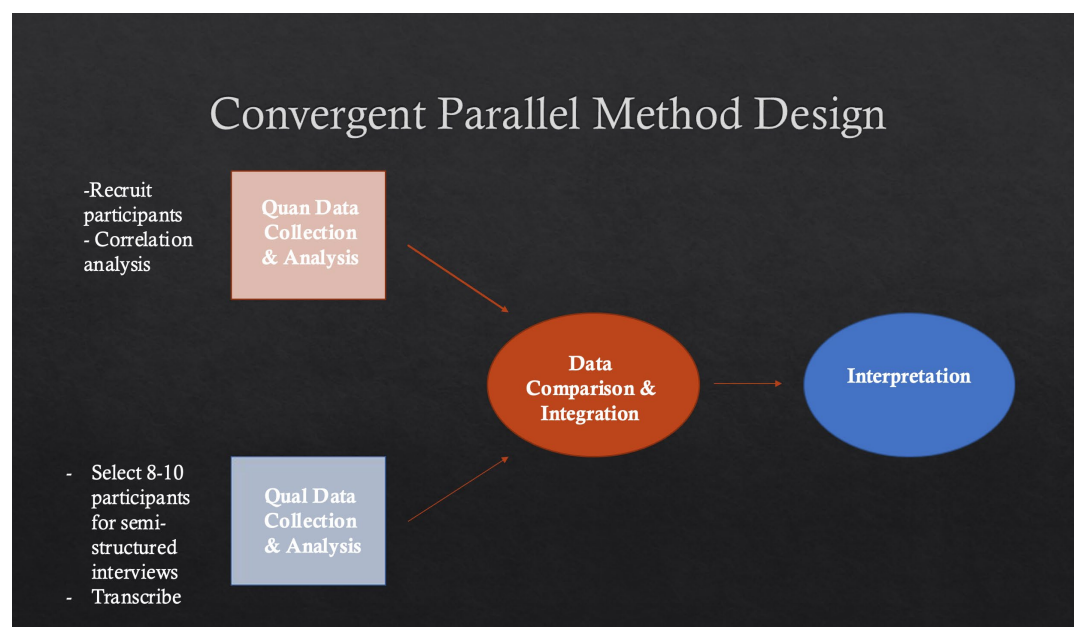 Convergent Parallel Method Design
-Recruit
participants
- Correlation
analysis
Quan Data
Collection
& Analysis
Data
Comparison &
Integration
Interpretation
- Select 8-10
participants
for semi-
structured
interviews
- Transcribe
Qual Data
Collection
& Analysis